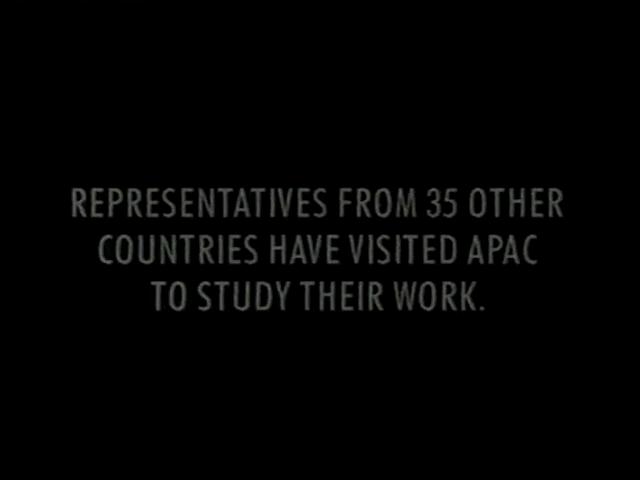 REPRESENTATIVES FROM 35 OTHER
COUNTRIES HAVE VISITED APAC
TO STUDY THEIR WORK.